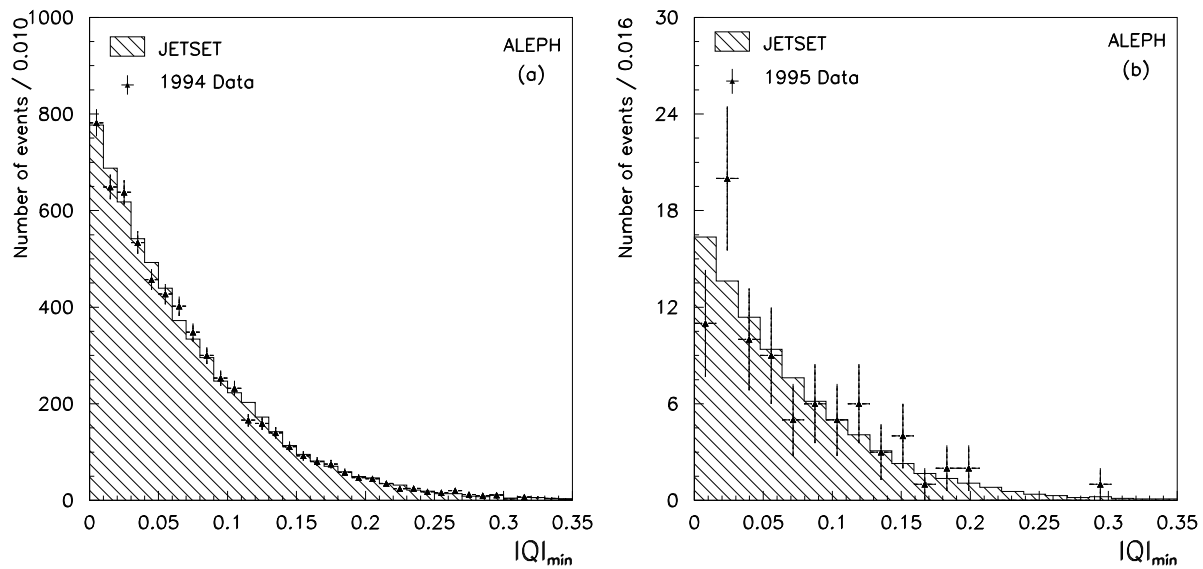 Number of events / 0.010
1000
800
600
400
200
0
JETSET
1994 Data
ALEPH
(a)
0 0.05 0.1 0.15 0.2 0.25 0.3 0.35
|Q|min
Number of events / 0.016
30
24
18
12
6
0
JETSET
1995 Data
ALEPH
(b)
0 0.05 0.1 0.15 0.2 0.25 0.3 0.35
|Q|min